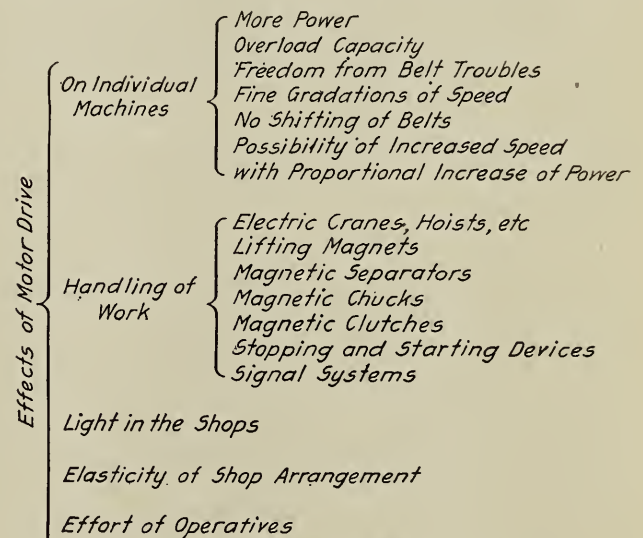 Effects of Motor Drive
On Individual
Machines
More Power
Overload Capacity
Freedom from Belt Troubles
Fine Gradations of Speed
No Shifting of Belts
Possibility of Increased Speed
with Proportional Increase of Power
Handling of
Work
Electric Cranes, Hoists, etc
Lifting Magnets
Magnetic Separators
Magnetic Chucks
Magnetic Clutches
Stopping and Starting Devices
Signal Systems
Light in the Shops
Elasticity of Shop Arrangement
Effort of Operatives